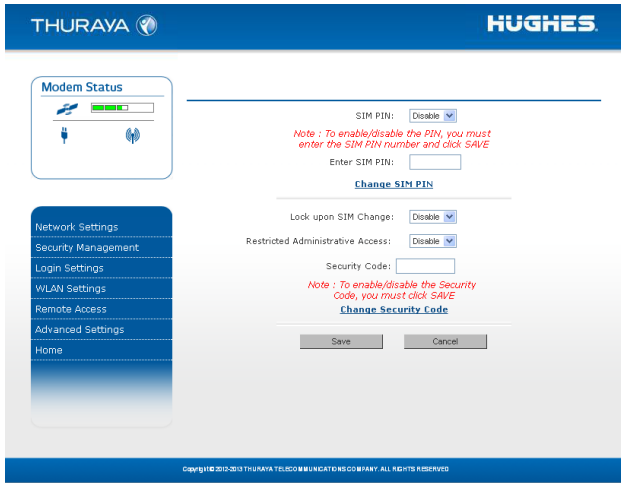 THURAYA
HUGHES.
Modem Status
SIM PIN: Disable
Note : To enable/disable the PIN, you must
enter the SIM PIN number and click SAVE
Enter SIM PIN:
Change SIM PIN
Lock upon SIM Change: Disable
Restricted Administrative Access: Disable
Security Code:
Note : To enable/disable the Security
Code, you must click SAVE
Change Security Code
Save Cancel
Network Settings
Security Management
Login Settings
WLAN Settings
Remote Access
Advanced Settings
Home
Copyright© 2012-2013 THURAYA TELECOMMUNICATIONS COMPANY. ALL RIGHTS RESERVED